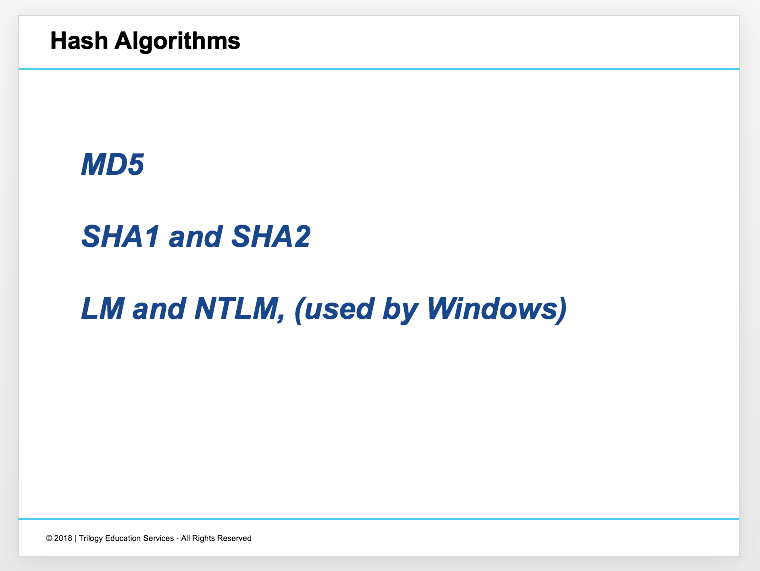 Hash Algorithms
MD5
SHA1 and SHA2
LM and NTLM, (used by Windows)
© 2018 | Trilogy Education Services - All Rights Reserved